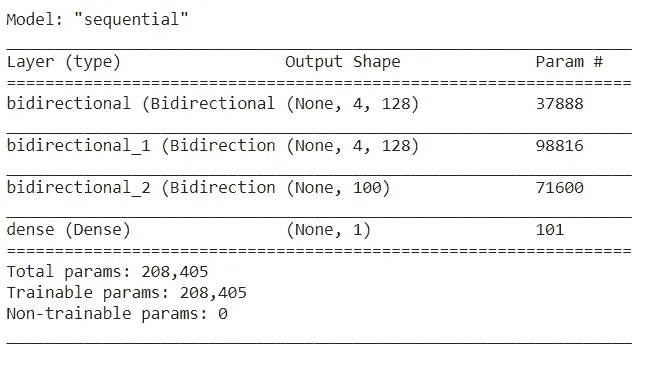 Model: "sequential"
Layer (type) Output Shape Param #
bidirectional (Bidirectional (None, 4, 128) 37888
bidirectional_1 (Bidirection (None, 4, 128) 98816
bidirectional_2 (Bidirection (None, 100) 71600
dense (Dense) (None, 1) 101
Total params: 208,405
Trainable params: 208,405
Non-trainable params: 0